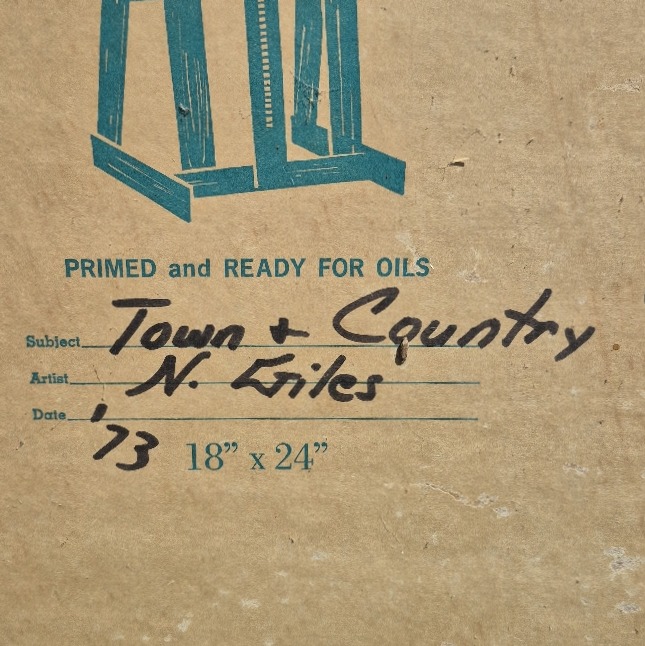 PRIMED and READY FOR OILS
Subject Town + Country
Artist N. Giles
Date '73
18” x 24”